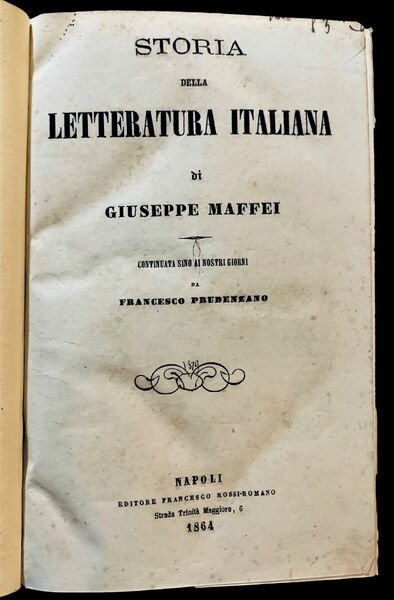 STORIA
DELLA
LETTERATURA ITALIANA
di
GIUSEPPE MAFFEI
CONTINUATA SINO AI NOSTRI GIORNI
DA
FRANCESCO PRUDENZANO
NAPOLI
EDITORE FRANCESCO ROSSI-ROMANO
Strada Trinità Maggiore, 6
1864